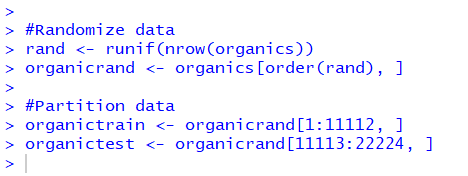 >
> #Randomize data
> rand <- runif(nrow(organics))
> organicrand <- organics[order(rand), ]
>
> #Partition data
> organictrain <- organicrand[1:11112, ]
> organictest <- organicrand[11113:22224, ]
>